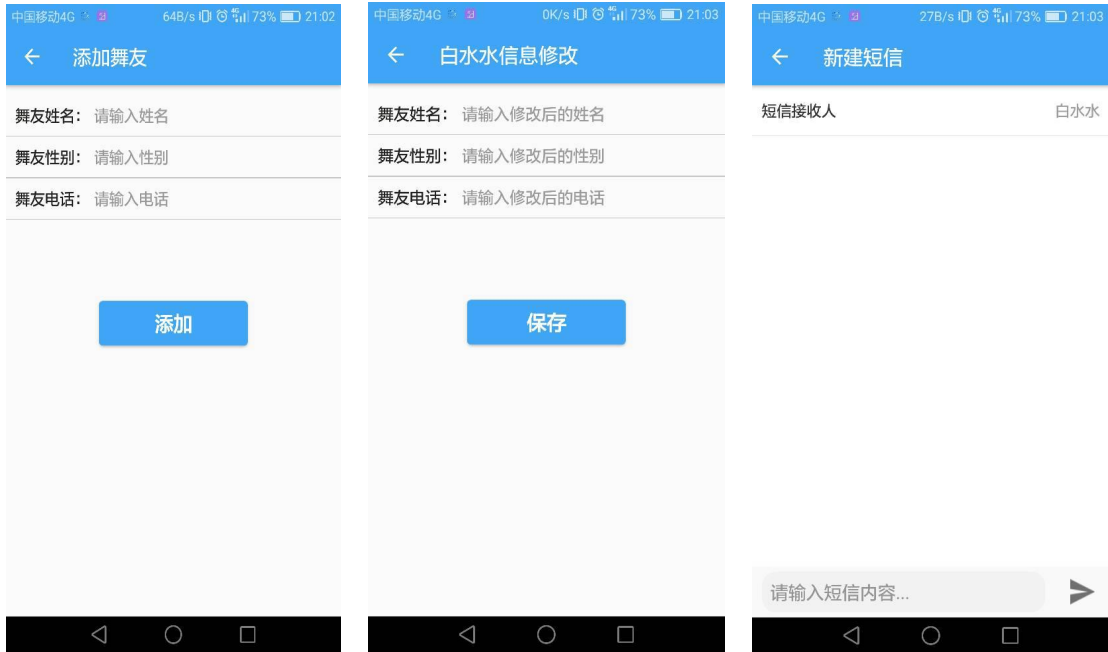 中国移动4G 64B/s 4G 73% 21:02
添加舞友
舞友姓名： 请输入姓名
舞友性别： 请输入性别
舞友电话： 请输入电话
添加
中国移动4G 0K/s 4G 73% 21:03
白水水信息修改
舞友姓名： 请输入修改后的姓名
舞友性别： 请输入修改后的性别
舞友电话： 请输入修改后的电话
保存
中国移动4G 27B/s 4G 73% 21:03
新建短信
短信接收人 白水水
请输入短信内容...